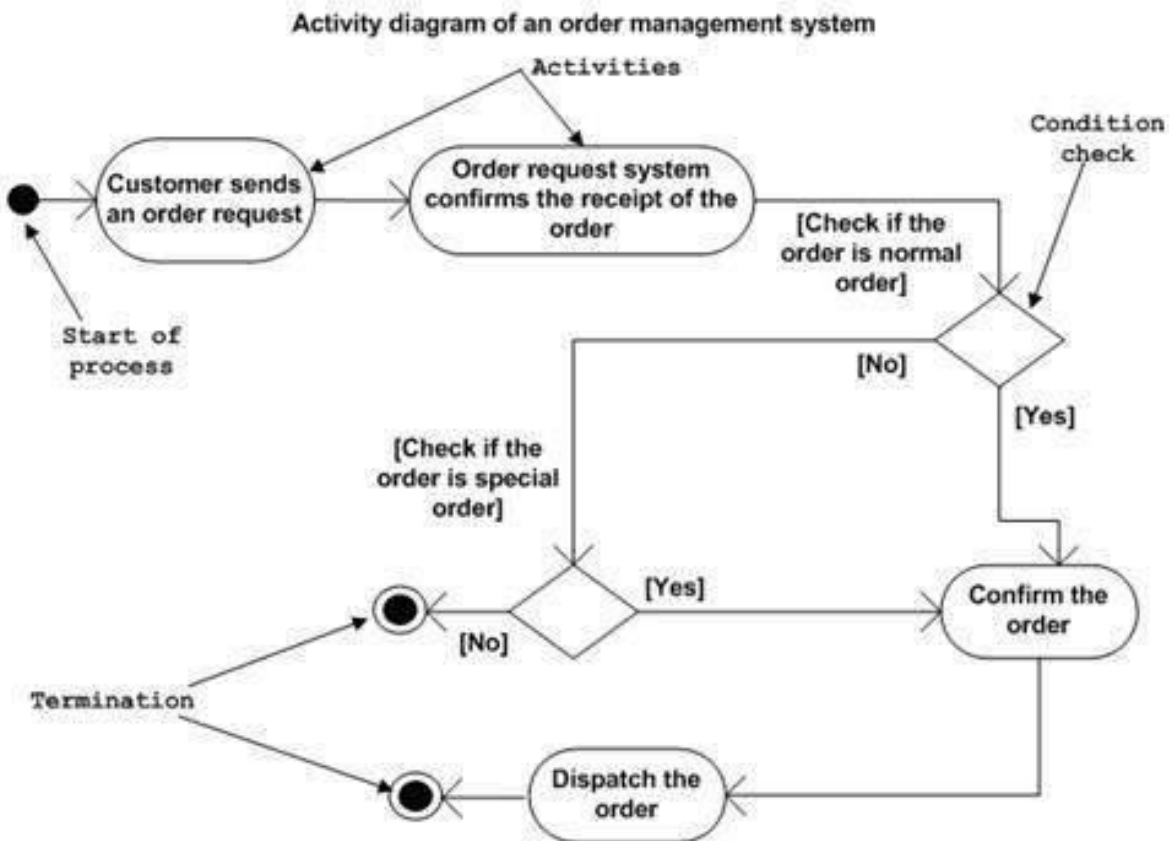 Activity diagram of an order management system
Activities
Condition
check
Customer sends
an order request
Order request system
confirms the receipt of the
order
[Check if the
order is normal
order]
Start of
process
[No]
[Yes]
[Check if the
order is special
order]
[Yes]
[No]
Confirm the
order
Termination
Dispatch the
order